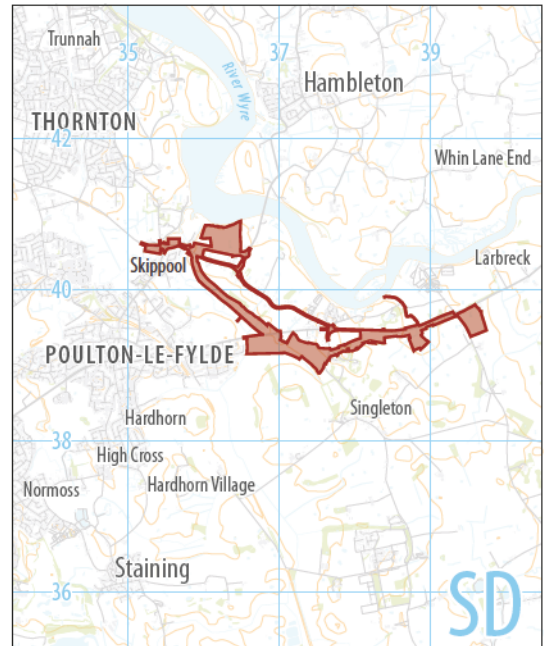 35
37
39
Trunnah
River Wyre
Hambleton
THORNTON
42
Whin Lane End
Skippool
Larbreck
40
POULTON-LE-FYLDE
Singleton
Hardhorn
38
High Cross
Normoss
Hardhorn Village
Staining
36
SD